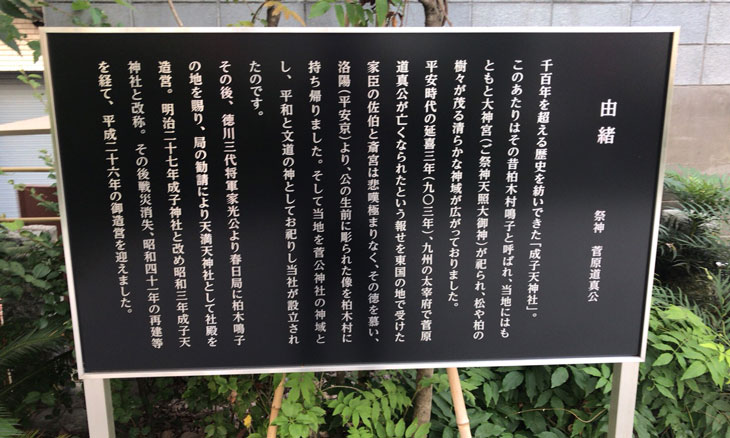 由緒
祭神 菅原道真公
千百年を超える歴史を紡いできた「成子天神社」。
このあたりはその昔柏木村鳴子と呼ばれ、当地にはも
ともと大神宮(ご祭神天照大御神)が祀られ、松や柏の
樹々が茂る清らかな神域が広がっておりました。
平安時代の延喜三年(九〇三年)、九州の太宰府で菅原
道真公が亡くなられたという報せを東国の地で受けた
家臣の佐伯と斎宮は悲嘆極まりなく、その徳を慕い、
洛陽(平安京)より、公の生前に彫られた像を柏木村に
持ち帰りました。そして当地を菅公神社の神域と
し、平和と文道の神としてお祀りし当社が設立され
たのです。
その後、徳川三代将軍家光公より春日局に柏木鳴子
の地を賜り、局の勧請により天満天神社として社殿を
造営。明治二十七年成子神社と改め昭和三年成子天
神社と改称。その後戦災消失、昭和四十一年の再建等
を経て、平成二十六年の御造営を迎えました。